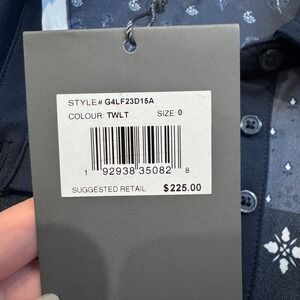 STYLE# G4LF23D15A
COLOUR: TWLT SIZE: 0
1 92938 35082 8
SUGGESTED RETAIL $225.00